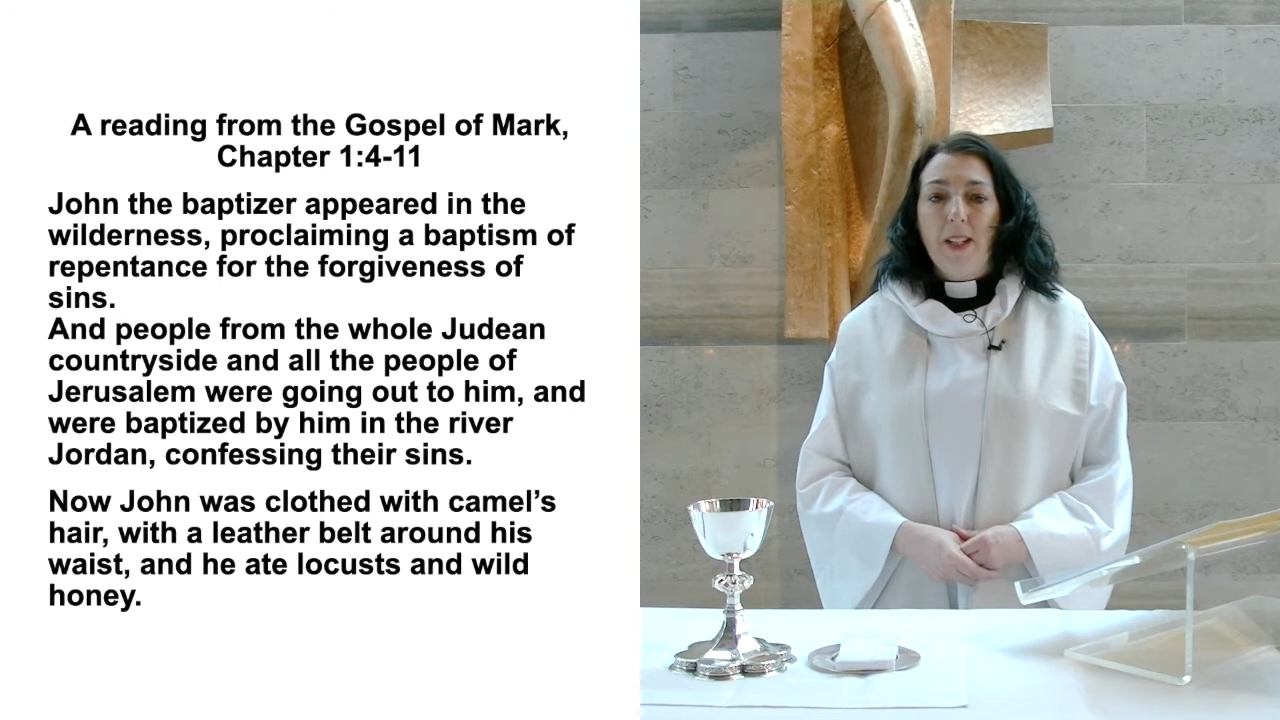 A reading from the Gospel of Mark,
Chapter 1:4-11
John the baptizer appeared in the
wilderness, proclaiming a baptism of
repentance for the forgiveness of
sins.
And people from the whole Judean
countryside and all the people of
Jerusalem were going out to him, and
were baptized by him in the river
Jordan, confessing their sins.
Now John was clothed with camel’s
hair, with a leather belt around his
waist, and he ate locusts and wild
honey.